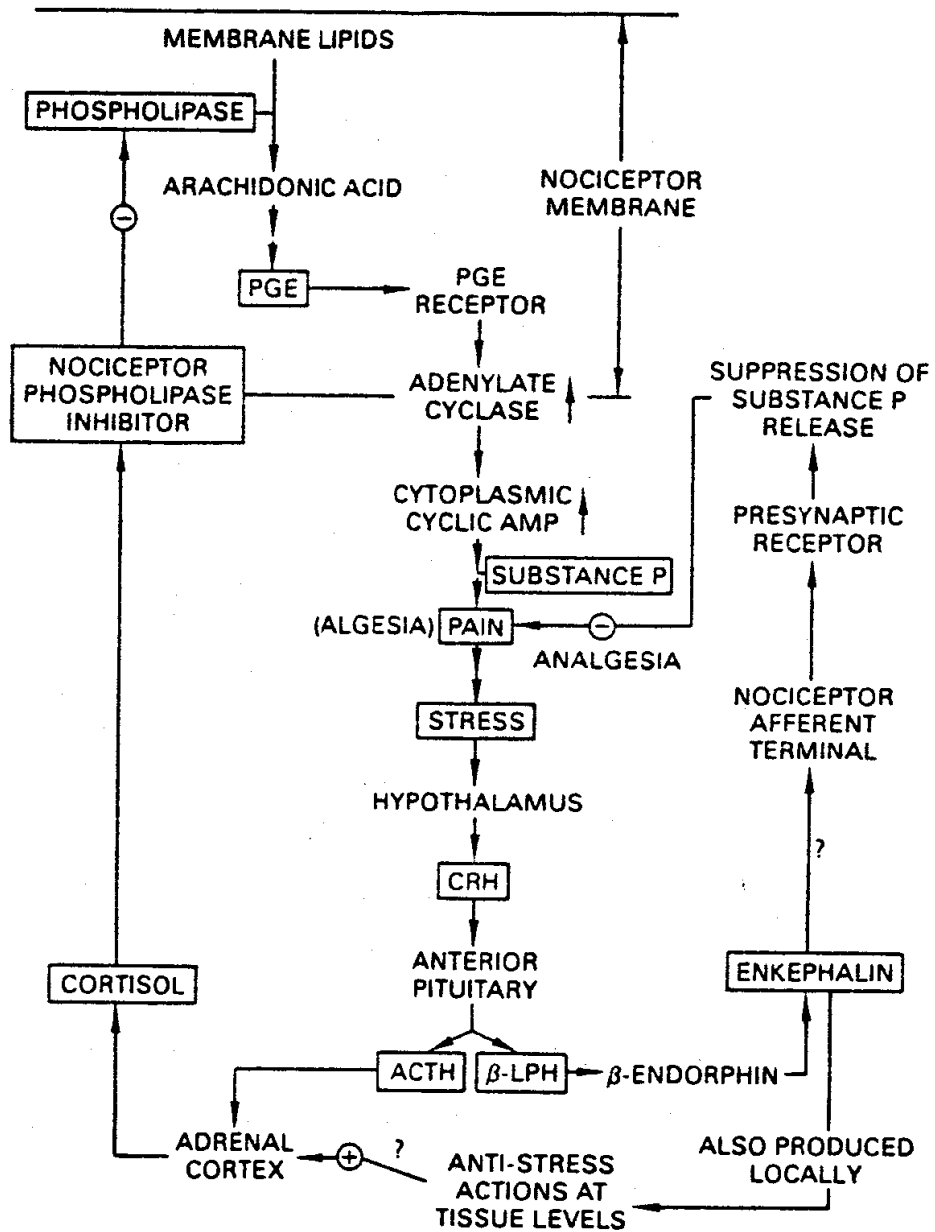 MEMBRANE LIPIDS
PHOSPHOLIPASE
ARACHIDONIC ACID
NOCICEPTOR
MEMBRANE
−
PGE
PGE
RECEPTOR
NOCICEPTOR
PHOSPHOLIPASE
INHIBITOR
ADENYLATE
CYCLASE
SUPPRESSION OF
SUBSTANCE P
RELEASE
CYTOPLASMIC
CYCLIC AMP
PRESYNAPTIC
RECEPTOR
SUBSTANCE P
(ALGESIA) PAIN
−
ANALGESIA
STRESS
NOCICEPTOR
AFFERENT
TERMINAL
HYPOTHALAMUS
?
CRH
CORTISOL
ANTERIOR
PITUITARY
ENKEPHALIN
ACTH
β-LPH
β-ENDORPHIN
ADRENAL
CORTEX
+
?
ANTI-STRESS
ACTIONS AT
TISSUE LEVELS
ALSO PRODUCED
LOCALLY